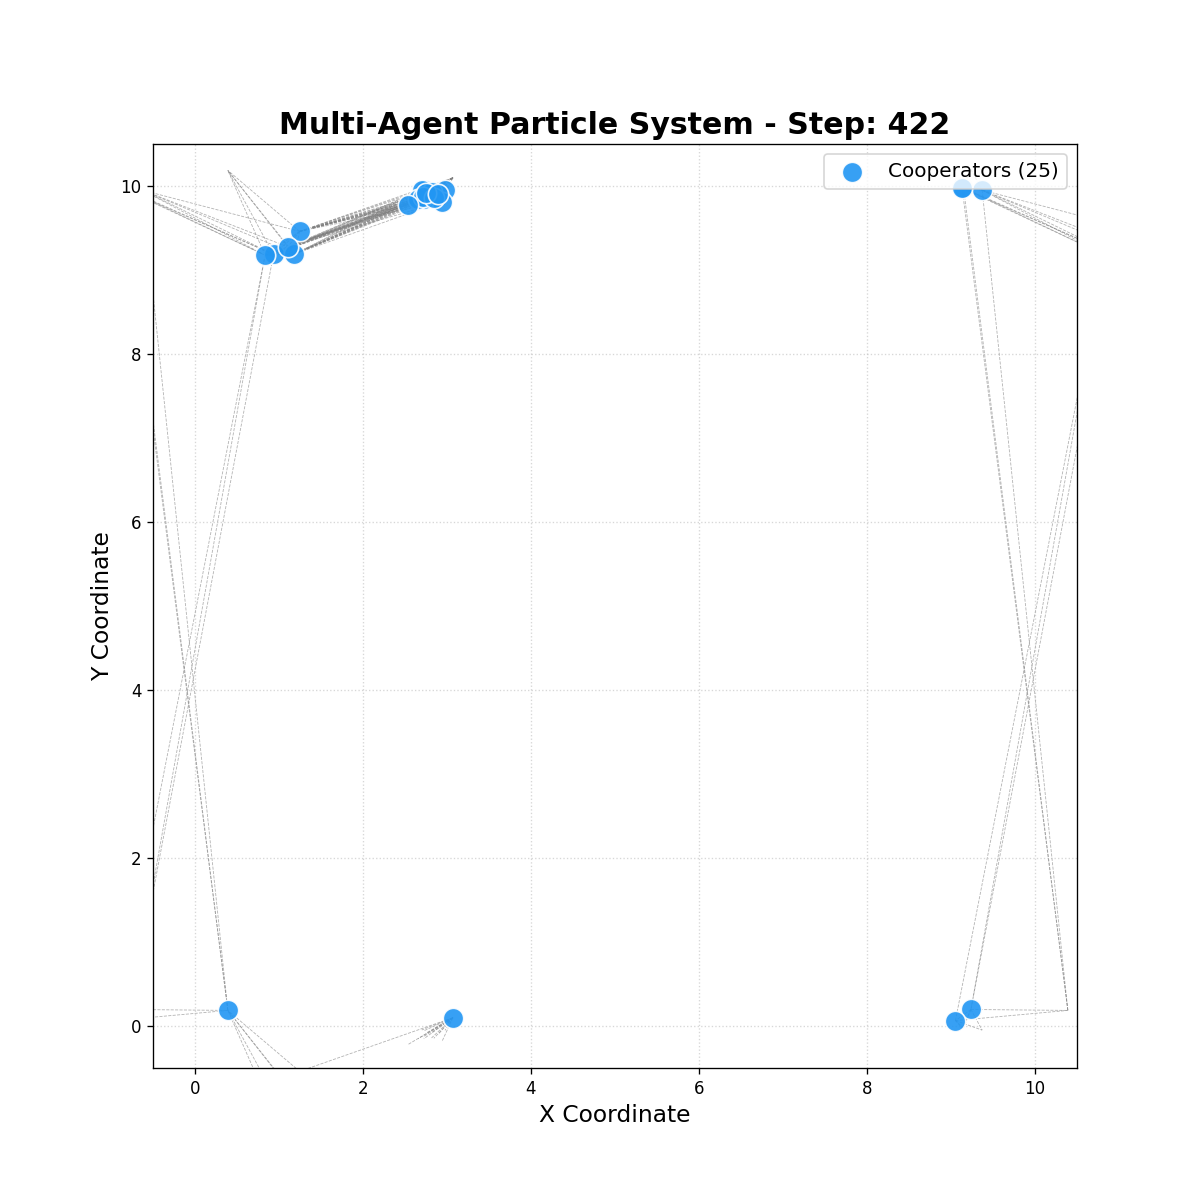 Multi-Agent Particle System - Step: 422
Cooperators (25)
10
8
6
4
2
0
Y Coordinate
0 2 4 6 8 10
X Coordinate